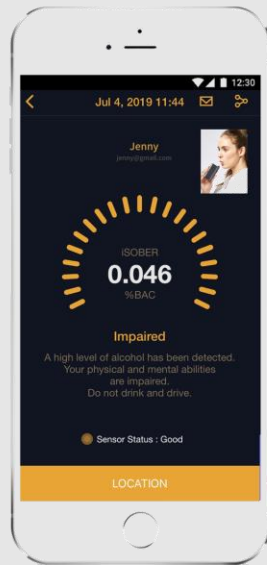 12:30
Jul 4, 2019 11:44
Jenny
jenny@gmail.com
iSOBER
0.046
%BAC
Impaired
A high level of alcohol has been detected.
Your physical and mental abilities
are impaired.
Do not drink and drive.
Sensor Status : Good
LOCATION